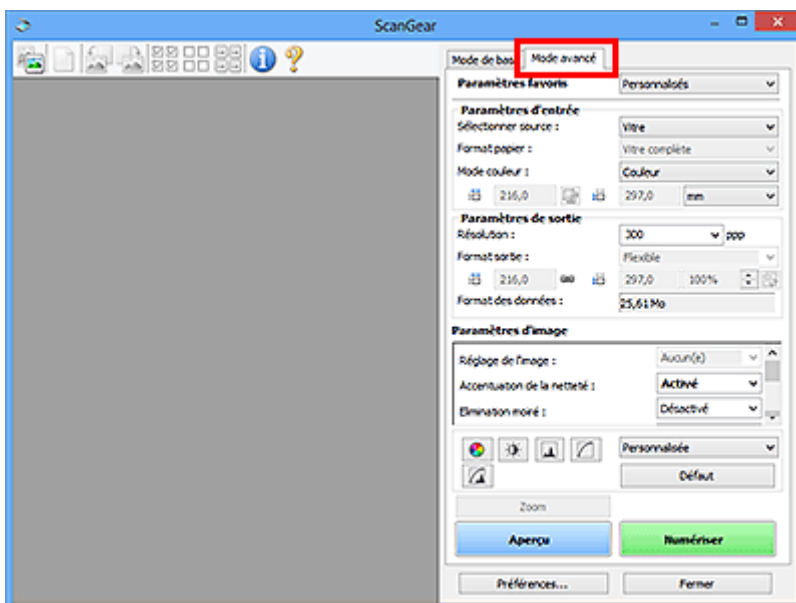 ScanGear
Mode de base Mode avancé
Paramètres favoris Personnalisés
Paramètres d'entrée
Sélectionner source : Vitre
Format papier : Vitre complète
Mode couleur : Couleur
216,0 297,0 mm
Paramètres de sortie
Résolution : 300 ppp
Format sortie : Flexible
216,0 297,0 100%
Format des données : 25,61 Mo
Paramètres d'image
Réglage de l'image : Aucun(e)
Accentuation de la netteté : Activé
Elimination moiré : Désactivé
Personnalisée
Défaut
Zoom
Aperçu Numériser
Préférences... Fermer